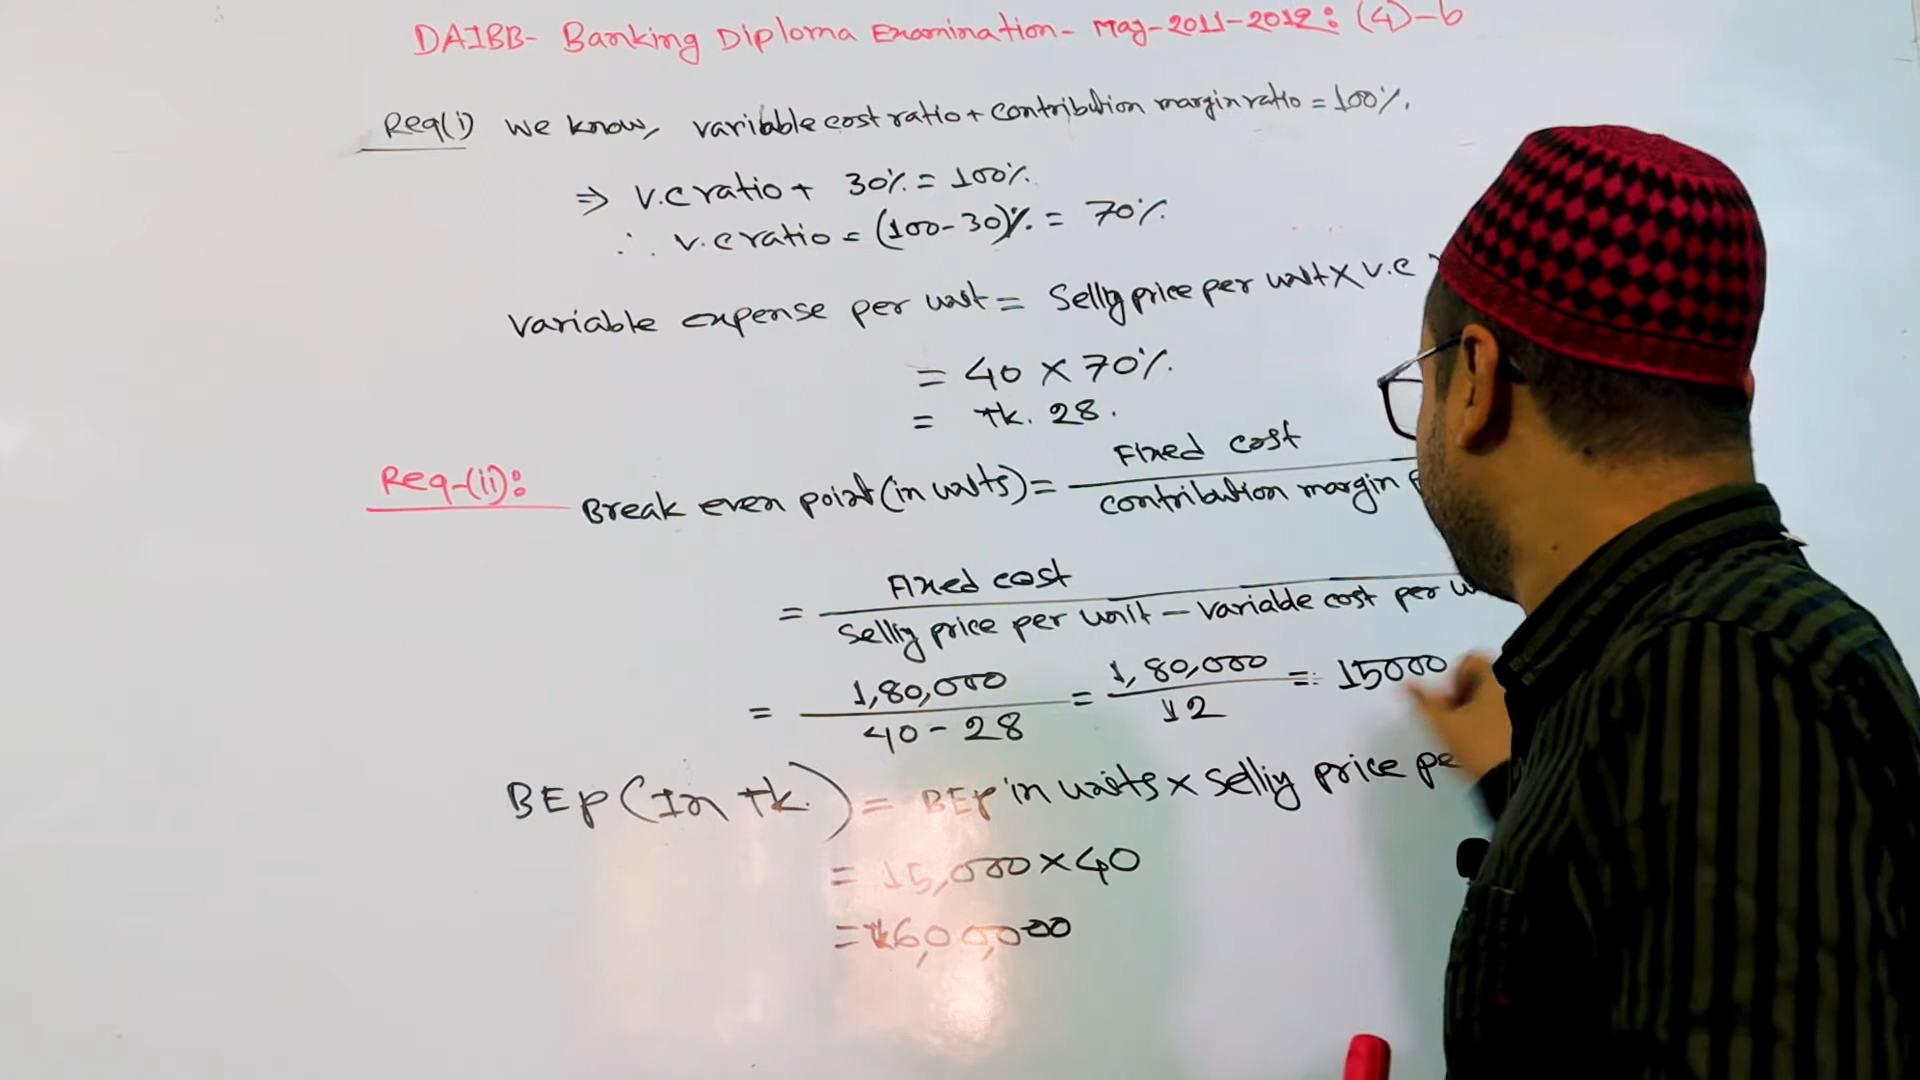 DAIBB- Banking Diploma Examination- May-2011-2012: (4)-b
Req(i) We know, variable cost ratio + contribution margin ratio = 100%.
⇒ V.C ratio + 30% = 100%
∴ V.C ratio = (100-30)% = 70%
Variable expense per unit = Selling price per unit × V.C
= 40 × 70%
= Tk. 28.
Req-(ii): Break even point (in units) = Fixed cost / contribution margin
= Fixed cost / Selling price per unit - Variable cost per
= 1,80,000 / 40 - 28 = 1,80,000 / 12 = 15000
BEP (In Tk.) = BEP in units × Selling price
= 15,000 × 40
= Tk 6,00,000